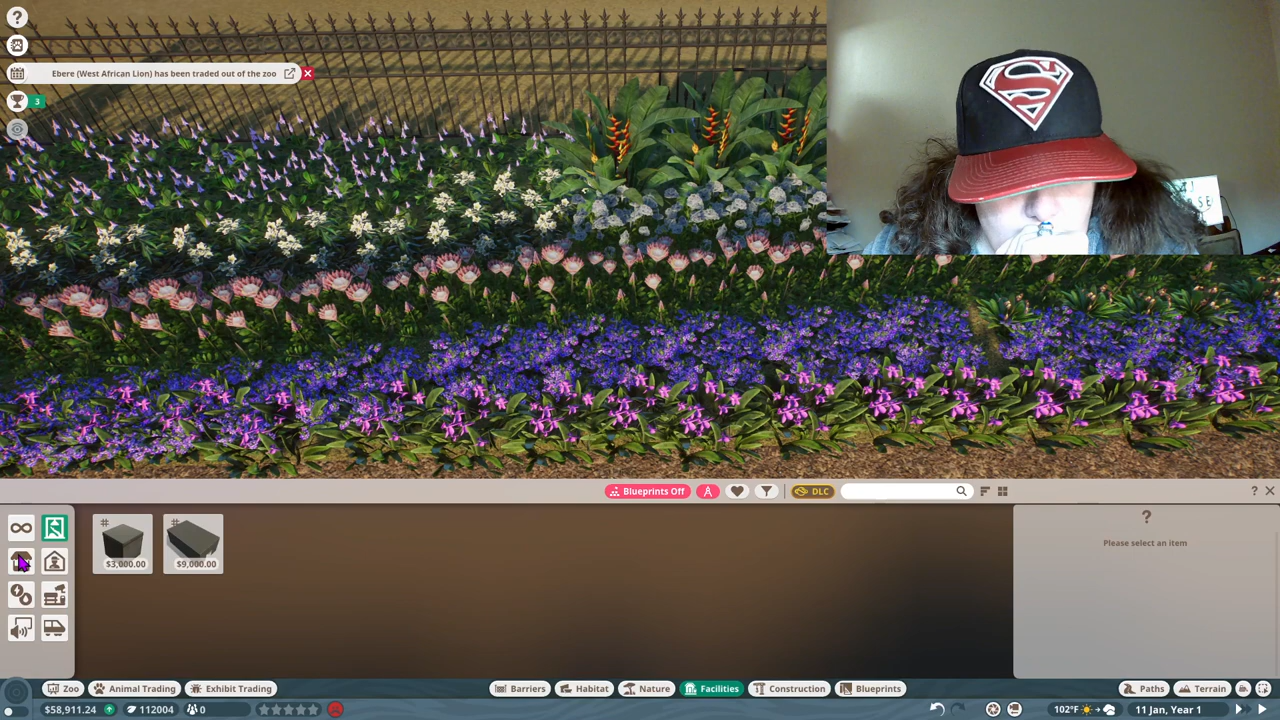 ?
Ebere (West African Lion) has been traded out of the zoo
3
Blueprints Off
DLC
?
#
$3,000.00
#
$9,000.00
?
Please select an item
Zoo
Animal Trading
Exhibit Trading
Barriers
Habitat
Nature
Facilities
Construction
Blueprints
Paths
Terrain
$58,911.24
112004
0
102°F
11 Jan, Year 1